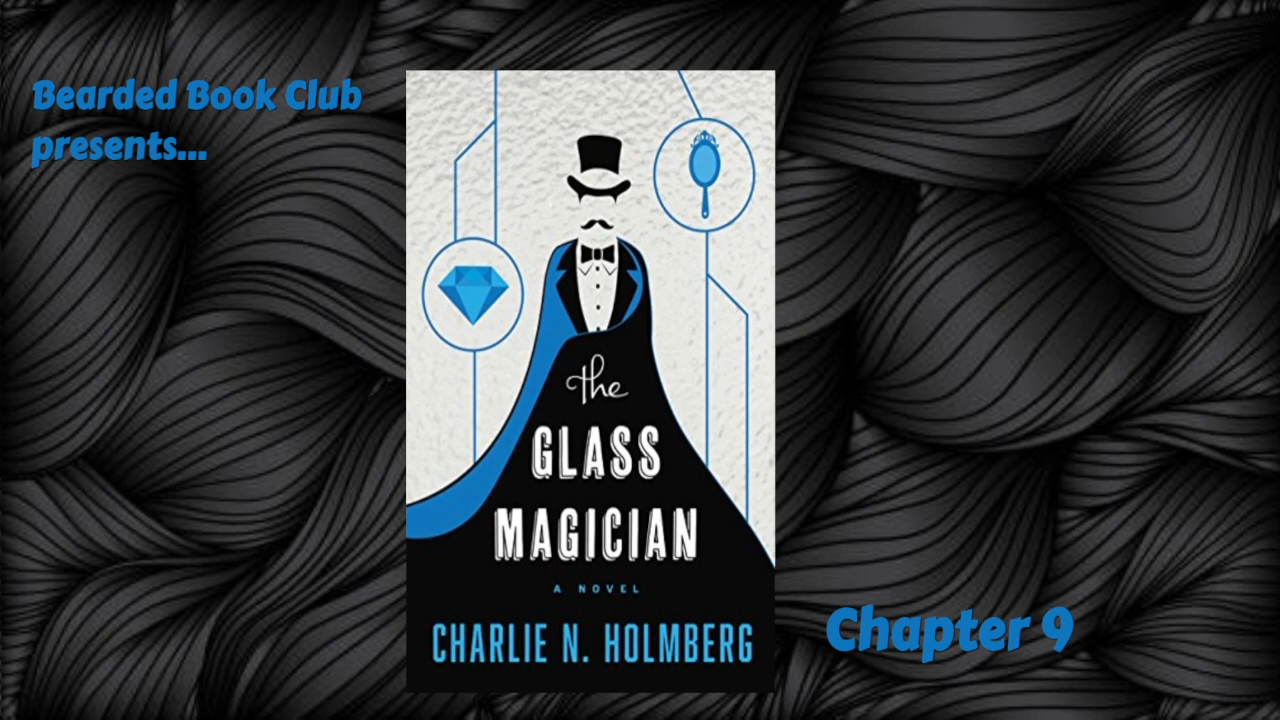 Bearded Book Club
presents...
the
GLASS
MAGICIAN
A NOVEL
CHARLIE N. HOLMBERG
Chapter 9